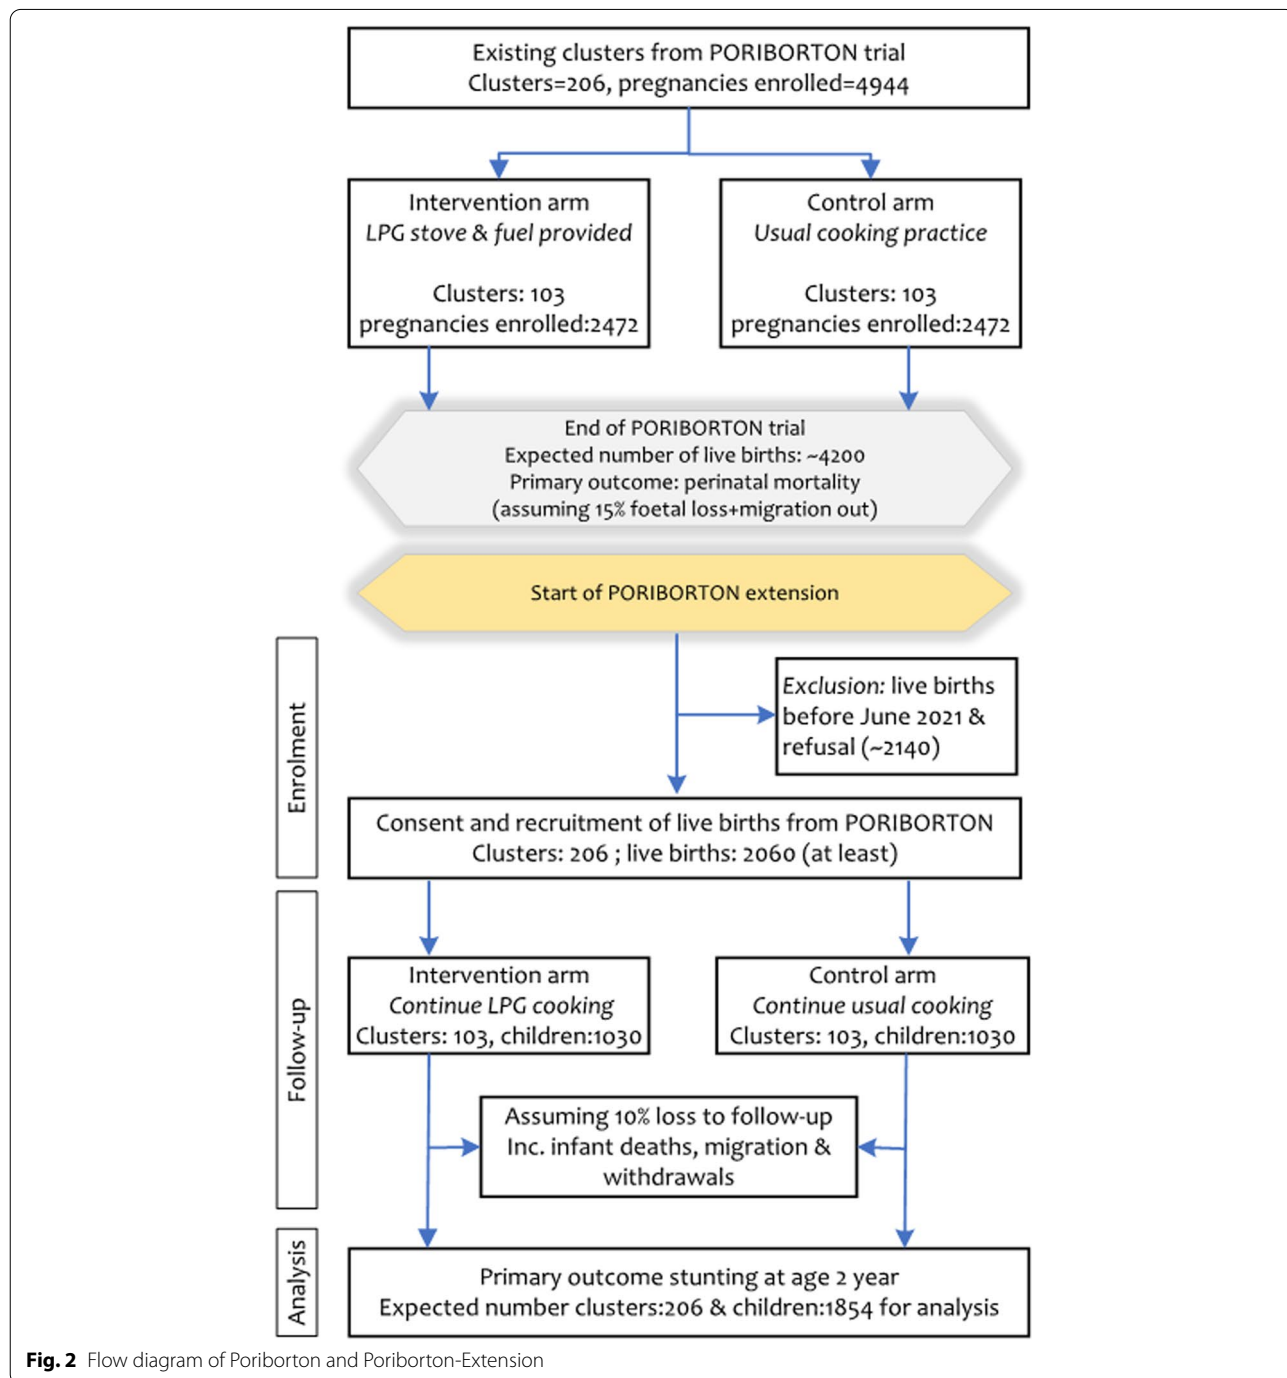 Existing clusters from PORIBORTON trial
Clusters=206, pregnancies enrolled=4944
Intervention arm
LPG stove & fuel provided
Clusters: 103
pregnancies enrolled:2472
Control arm
Usual cooking practice
Clusters: 103
pregnancies enrolled:2472
End of PORIBORTON trial
Expected number of live births: ~4200
Primary outcome: perinatal mortality
(assuming 15% foetal loss+migration out)
Start of PORIBORTON extension
Enrolment
Exclusion: live births
before June 2021 &
refusal (~2140)
Consent and recruitment of live births from PORIBORTON
Clusters: 206 ; live births: 2060 (at least)
Follow-up
Intervention arm
Continue LPG cooking
Clusters: 103, children:1030
Control arm
Continue usual cooking
Clusters: 103, children:1030
Assuming 10% loss to follow-up
Inc. infant deaths, migration &
withdrawals
Analysis
Primary outcome stunting at age 2 year
Expected number clusters:206 & children:1854 for analysis
Fig. 2 Flow diagram of Poriborton and Poriborton-Extension